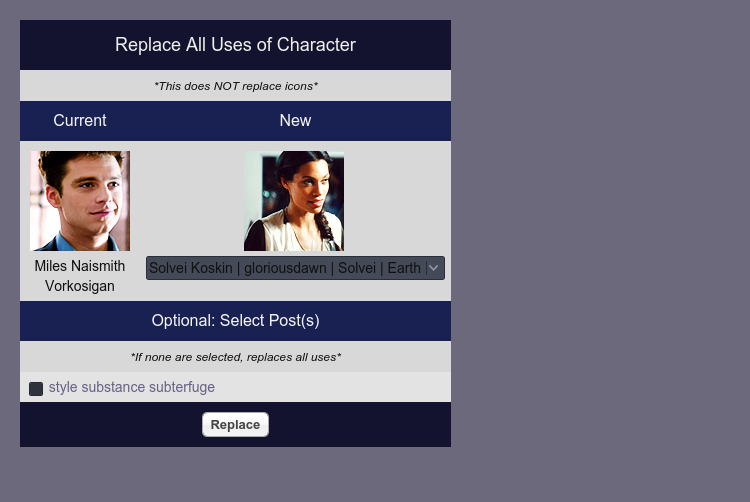 Replace All Uses of Character
*This does NOT replace icons*
Current New
Miles Naismith
Vorkosigan
Solvei Koskin | gloriousdawn | Solvei | Earth
Optional: Select Post(s)
*If none are selected, replaces all uses*
style substance subterfuge
Replace